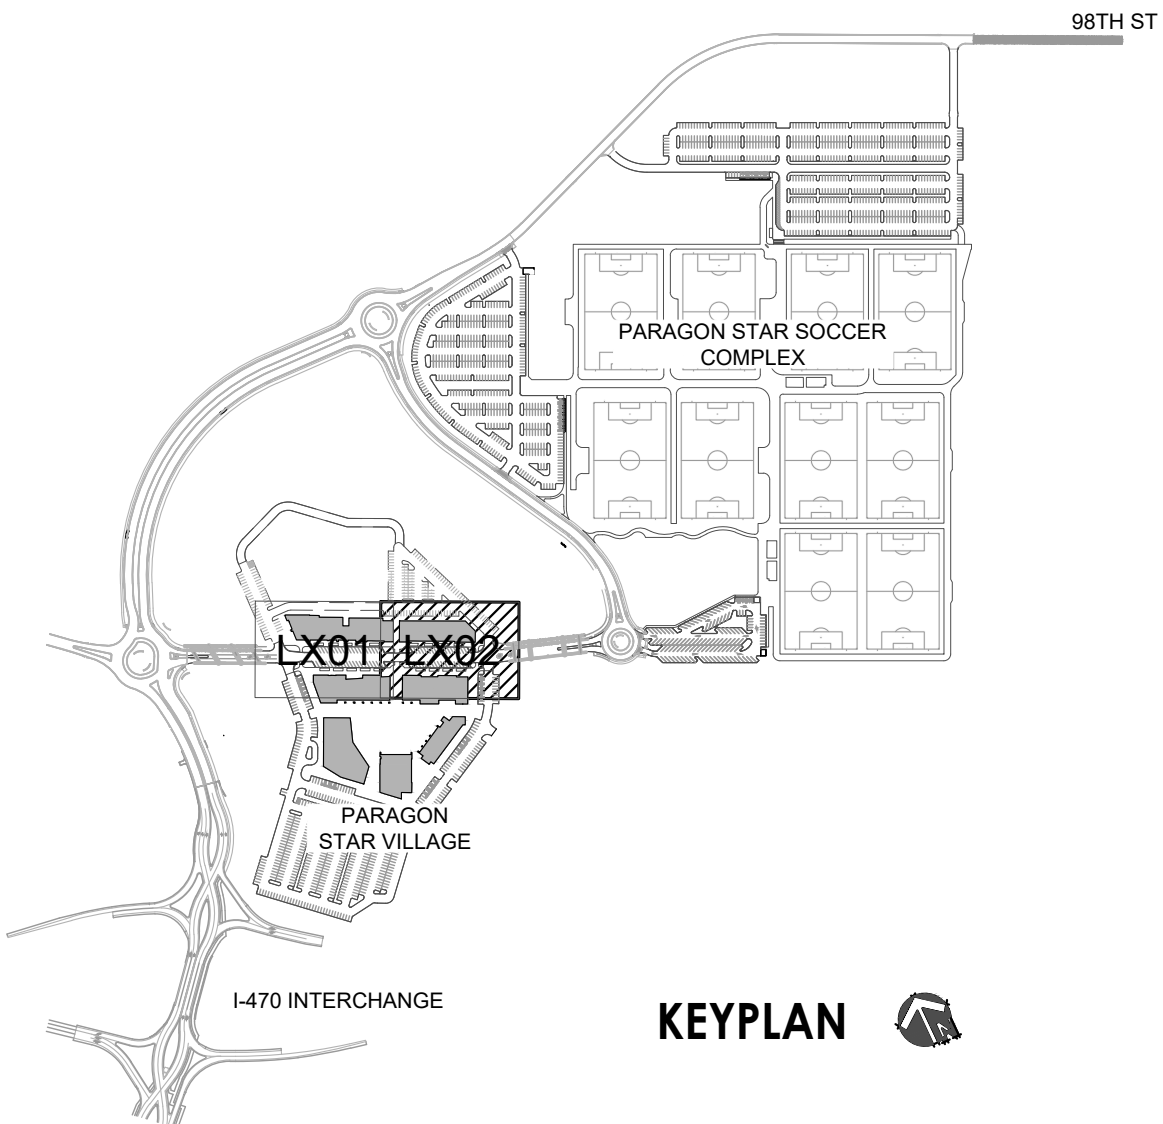 98TH ST
PARAGON STAR SOCCER
COMPLEX
LX01
LX02
PARAGON
STAR VILLAGE
I-470 INTERCHANGE
KEYPLAN